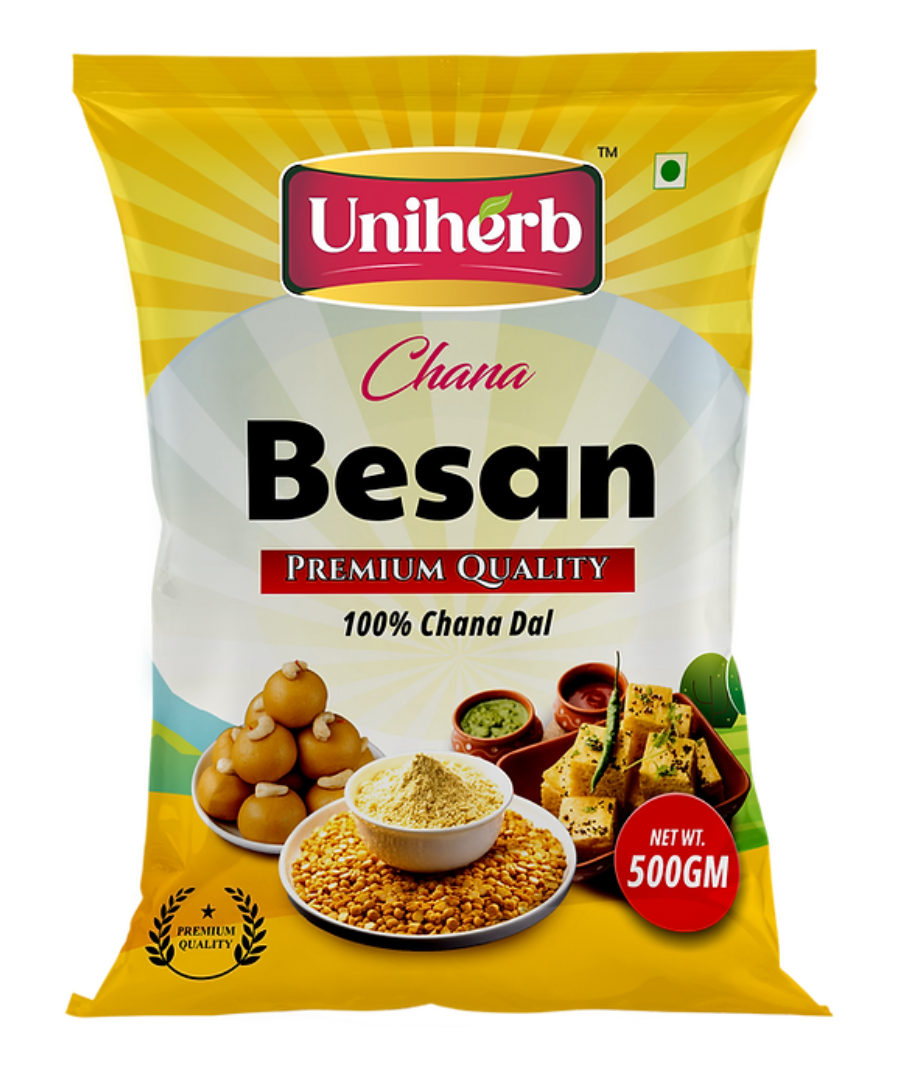 Uniherb
TM
Chana
Besan
PREMIUM QUALITY
100% Chana Dal
NET WT.
500GM
PREMIUM
QUALITY